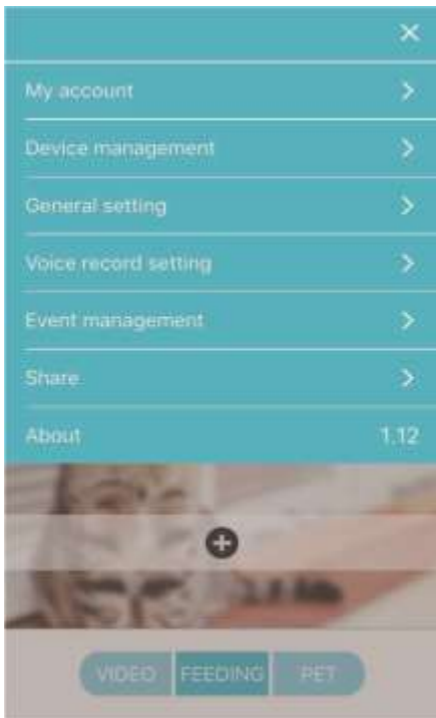 My account
Device management
General setting
Voice record setting
Event management
Share
About 1.12
VIDEO FEEDING PET